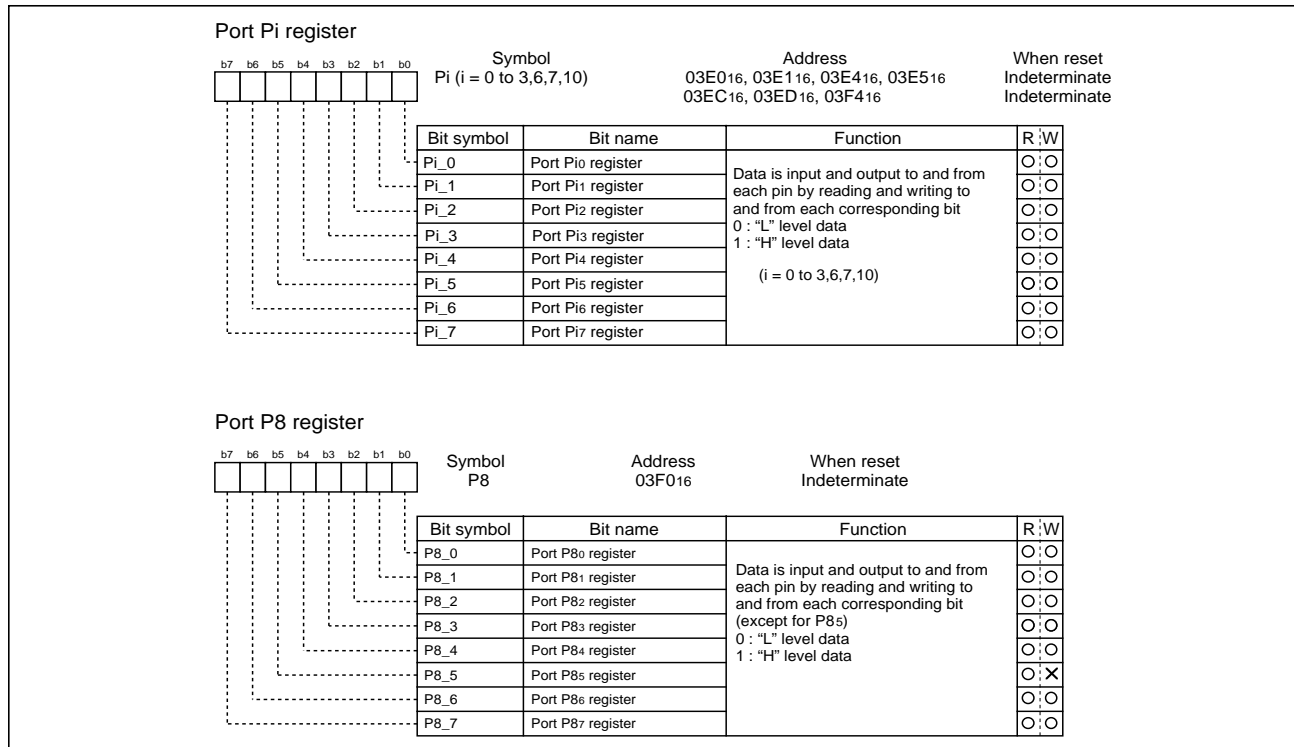 Port Pi register
b7 b6 b5 b4 b3 b2 b1 b0
Symbol Address When reset
Pi (i = 0 to 3,6,7,10) 03E016, 03E116, 03E416, 03E516 Indeterminate
03EC16, 03ED16, 03F416 Indeterminate
Bit symbol Bit name Function R W
Pi_0 Port Pi0 register
Pi_1 Port Pi1 register
Pi_2 Port Pi2 register
Pi_3 Port Pi3 register
Pi_4 Port Pi4 register
Pi_5 Port Pi5 register
Pi_6 Port Pi6 register
Pi_7 Port Pi7 register
Data is input and output to and from
each pin by reading and writing to
and from each corresponding bit
0 : “L” level data
1 : “H” level data
(i = 0 to 3,6,7,10)
Port P8 register
b7 b6 b5 b4 b3 b2 b1 b0
Symbol Address When reset
P8 03F016 Indeterminate
Bit symbol Bit name Function R W
P8_0 Port P80 register
P8_1 Port P81 register
P8_2 Port P82 register
P8_3 Port P83 register
P8_4 Port P84 register
P8_5 Port P85 register
P8_6 Port P86 register
P8_7 Port P87 register
Data is input and output to and from
each pin by reading and writing to
and from each corresponding bit
(except for P85)
0 : “L” level data
1 : “H” level data